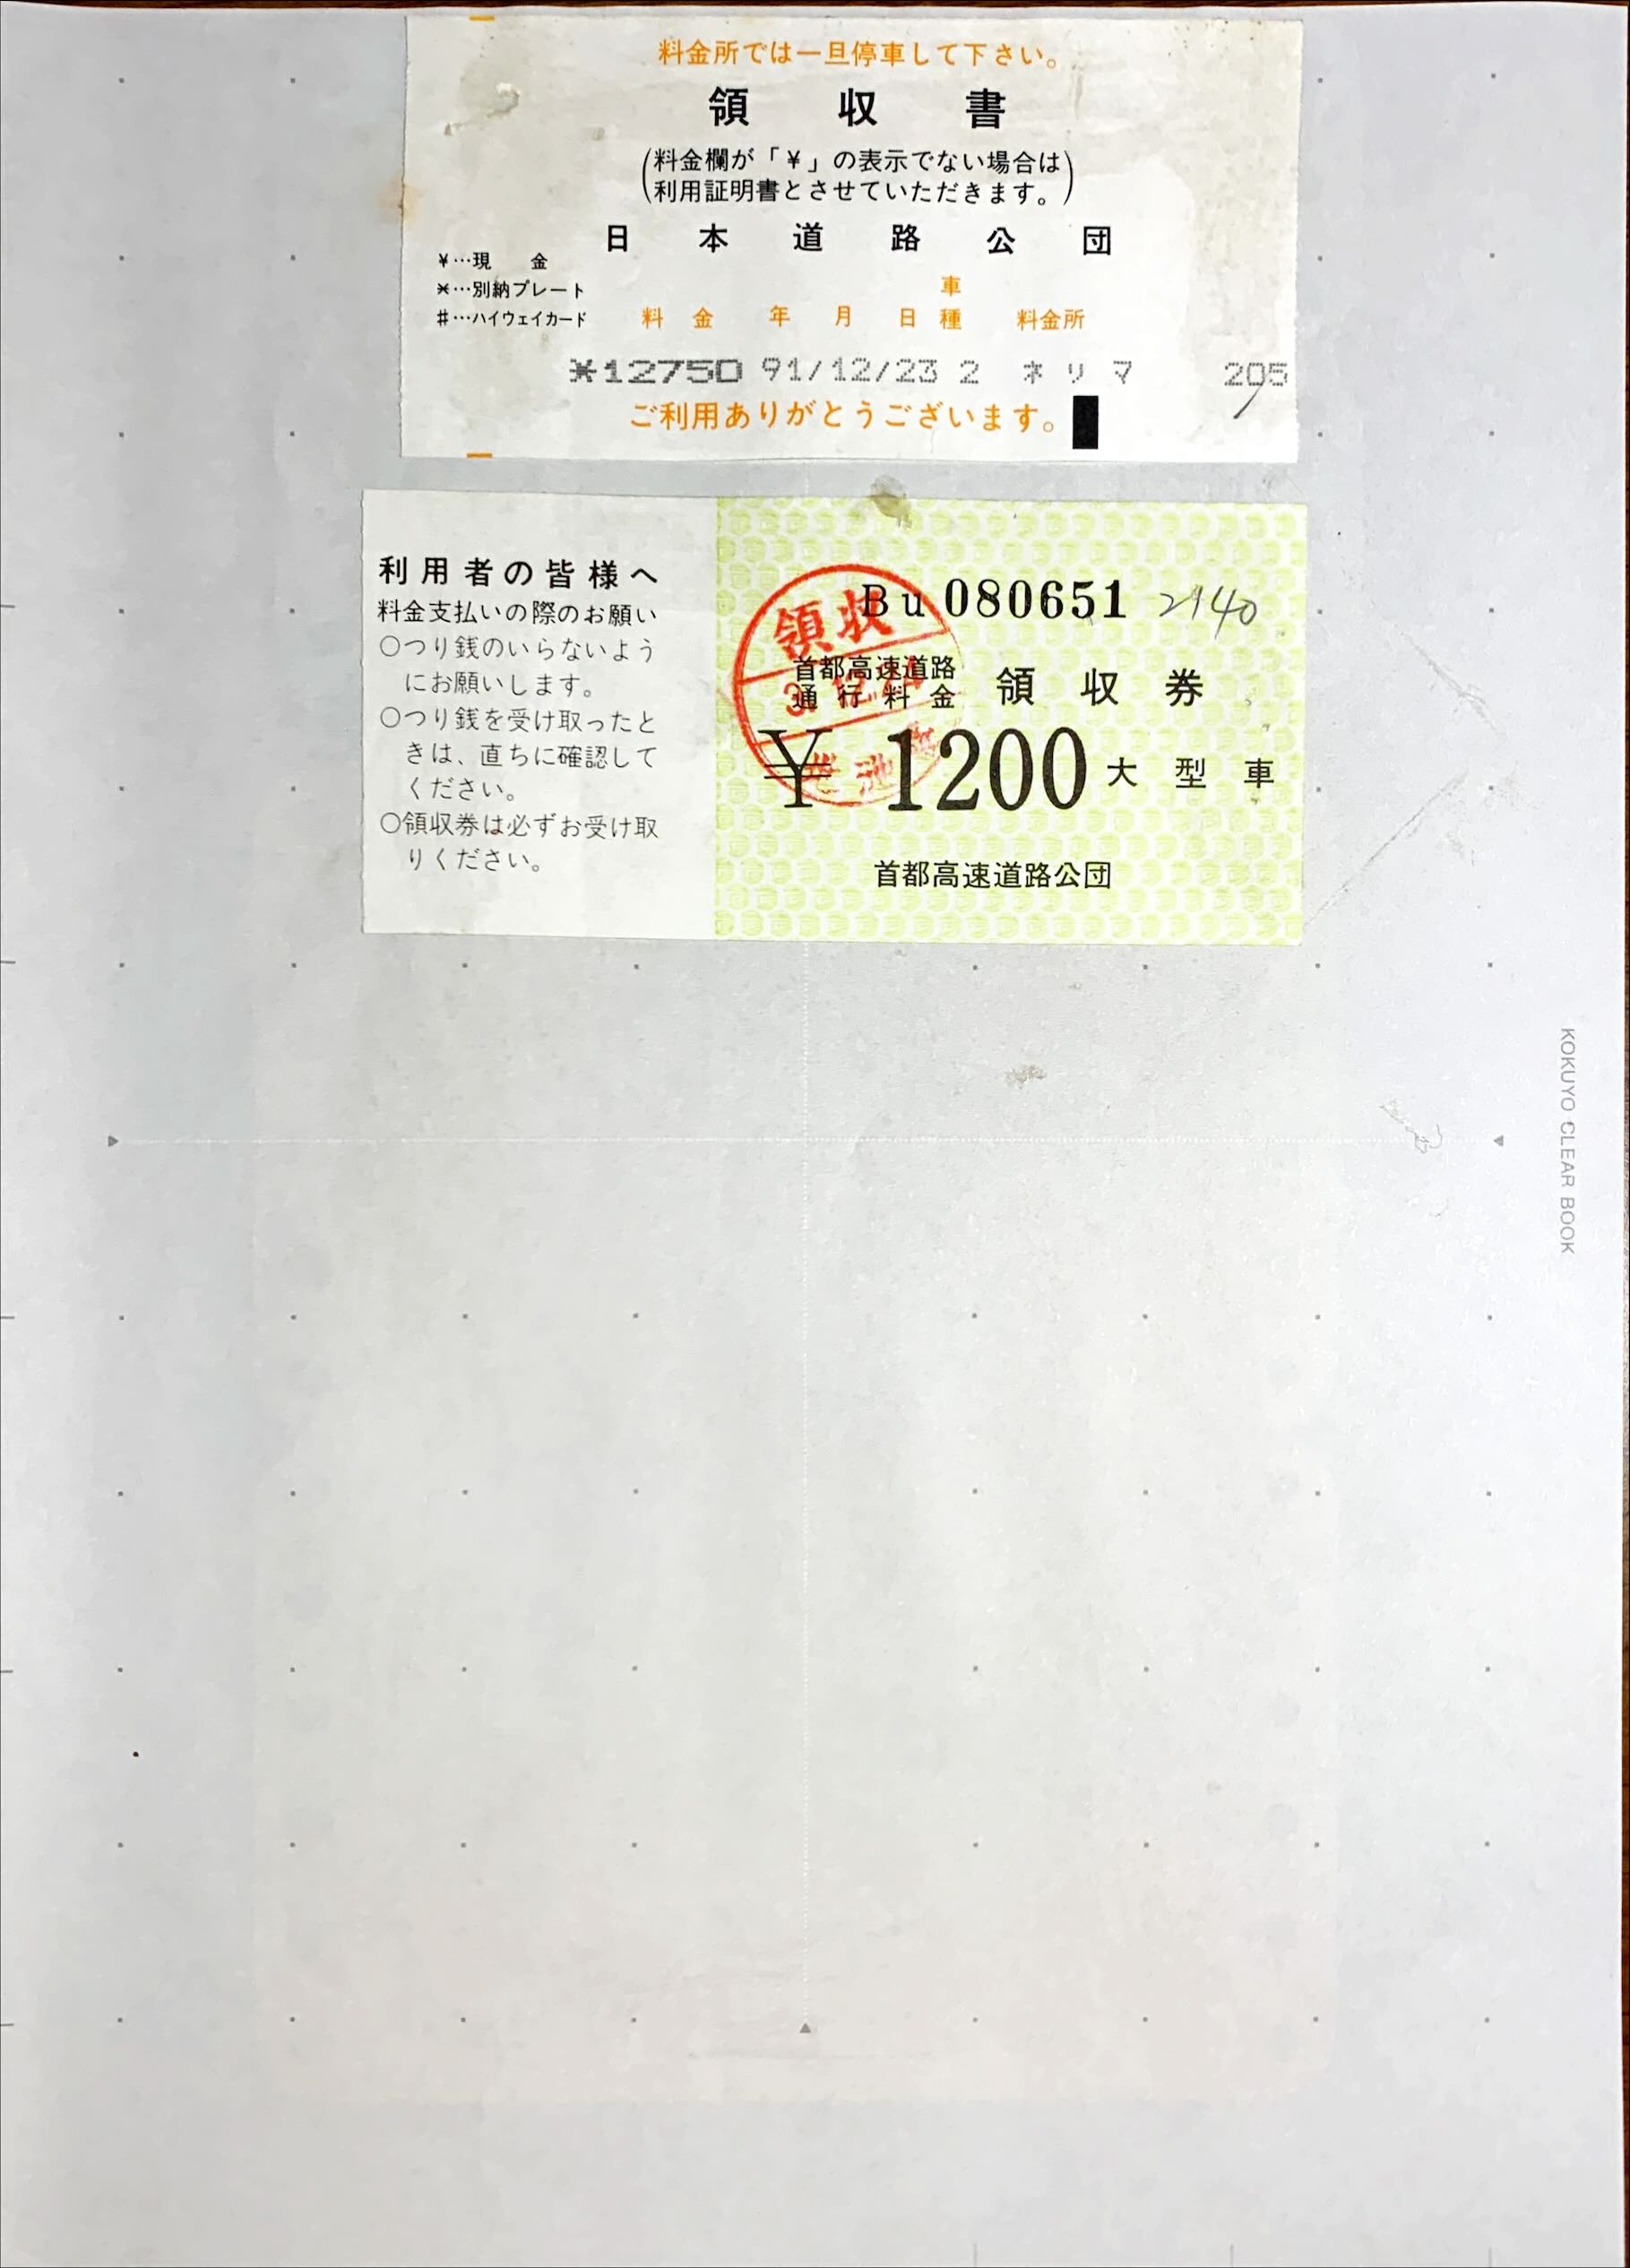 料金所では一旦停車して下さい。
領収書
(料金欄が「¥」の表示でない場合は
利用証明書とさせていただきます。)
日本道路公団
¥…現金
＊…別納プレート
#…ハイウェイカード
料金 年 月 日 車種 料金所
＊12750 91/12/23 2 ネリマ 205
ご利用ありがとうございます。
利用者の皆様へ
料金支払いの際のお願い
○つり銭のいらないよう
にお願いします。
○つり銭を受け取ったと
きは、直ちに確認して
ください。
○領収券は必ずお受け取
りください。
Bu 080651 2140
領収
首都高速道路
通行料金 領収券
¥1200 大型車
首都高速道路公団
KOKUYO CLEAR BOOK